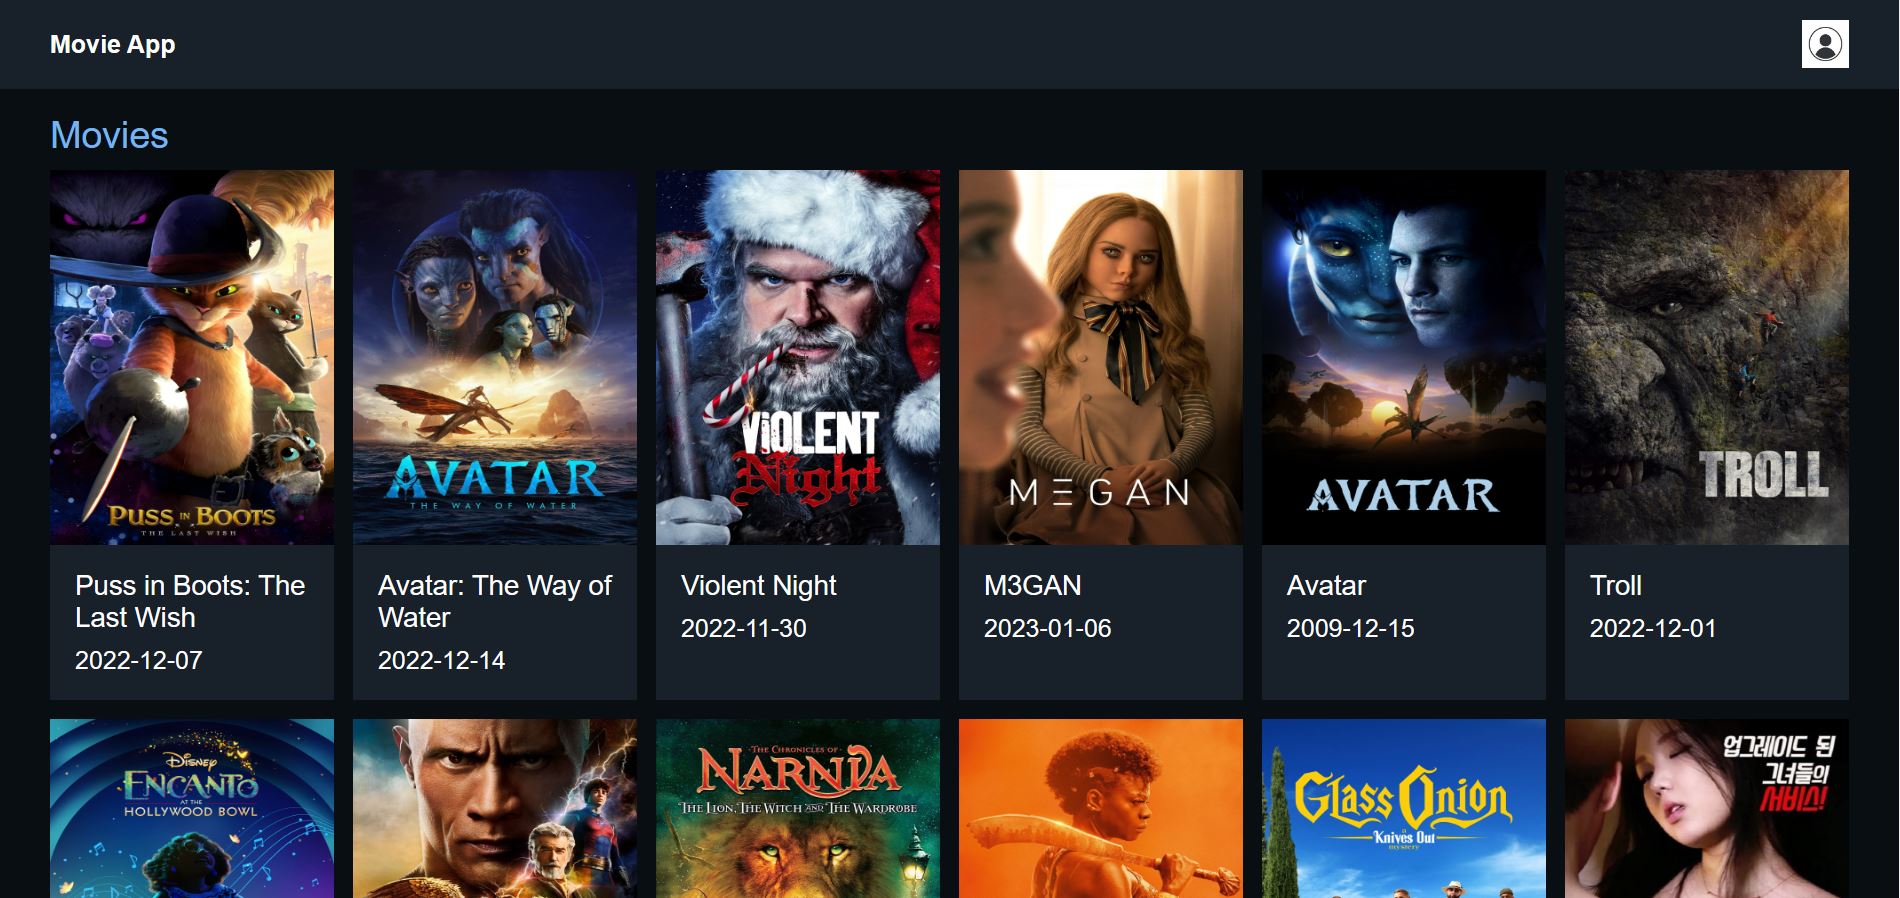 Movie App
Movies
PUSS IN BOOTS
THE LAST WISH
AVATAR
THE WAY OF WATER
VIOLENT
Night
M Ξ G A N
AVATAR
TROLL
Puss in Boots: The
Last Wish
2022-12-07
Avatar: The Way of
Water
2022-12-14
Violent Night
2022-11-30
M3GAN
2023-01-06
Avatar
2009-12-15
Troll
2022-12-01
Disney
ENCANTO
AT THE
HOLLYWOOD BOWL
THE CHRONICLES OF
NARNIA
THE LION, THE WITCH AND THE WARDROBE
GLASS ONION
A
KNIVES OUT
MYSTERY
업그레이드 된
그녀들의
서비스!